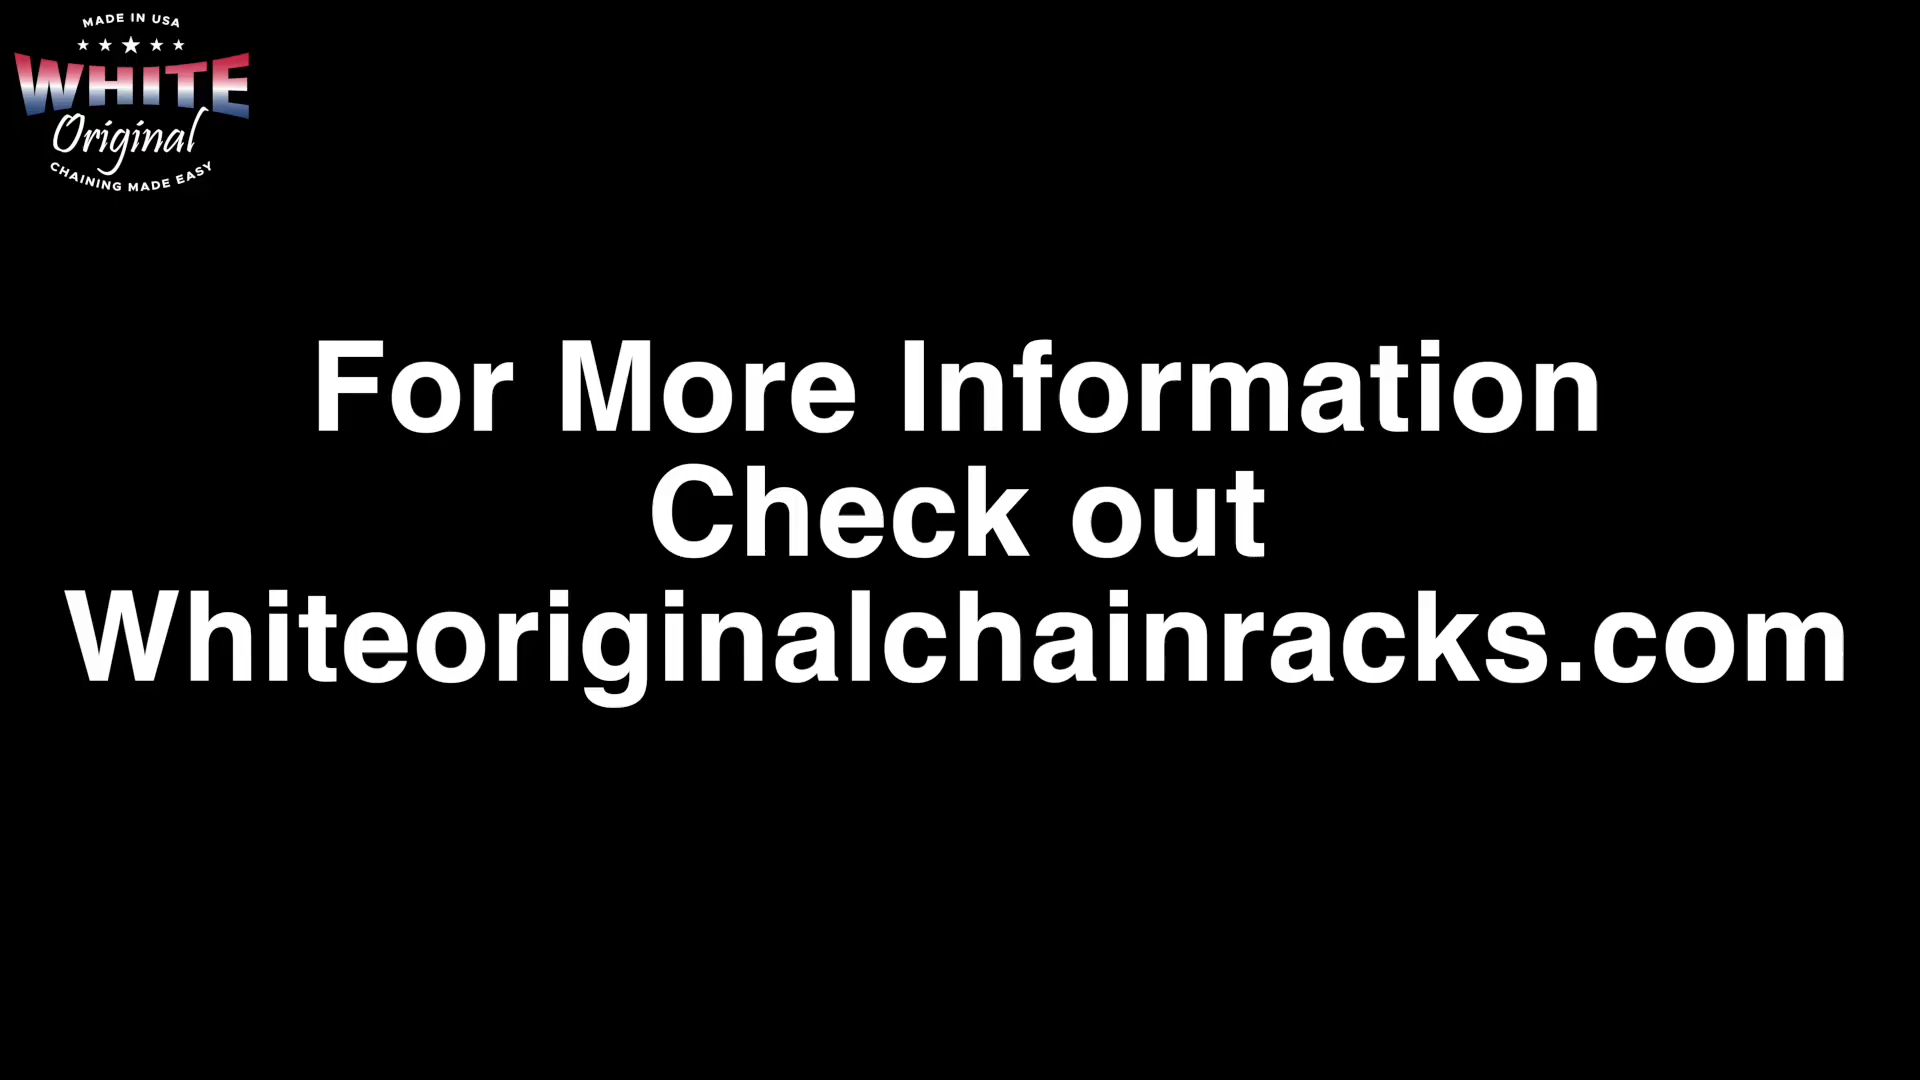 MADE IN USA
WHITE
Original
CHAINING MADE EASY
For More Information
Check out
Whiteoriginalchainracks.com